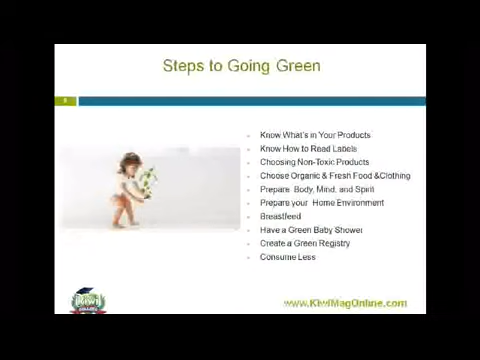 Steps to Going Green
Know What's in Your Products
Know How to Read Labels
Choosing Non-Toxic Products
Choose Organic & Fresh Food &Clothing
Prepare Body, Mind, and Spirit
Prepare your Home Environment
Breastfeed
Have a Green Baby Shower
Create a Green Registry
Consume Less
KIWI
www.KiwiMagOnline.com